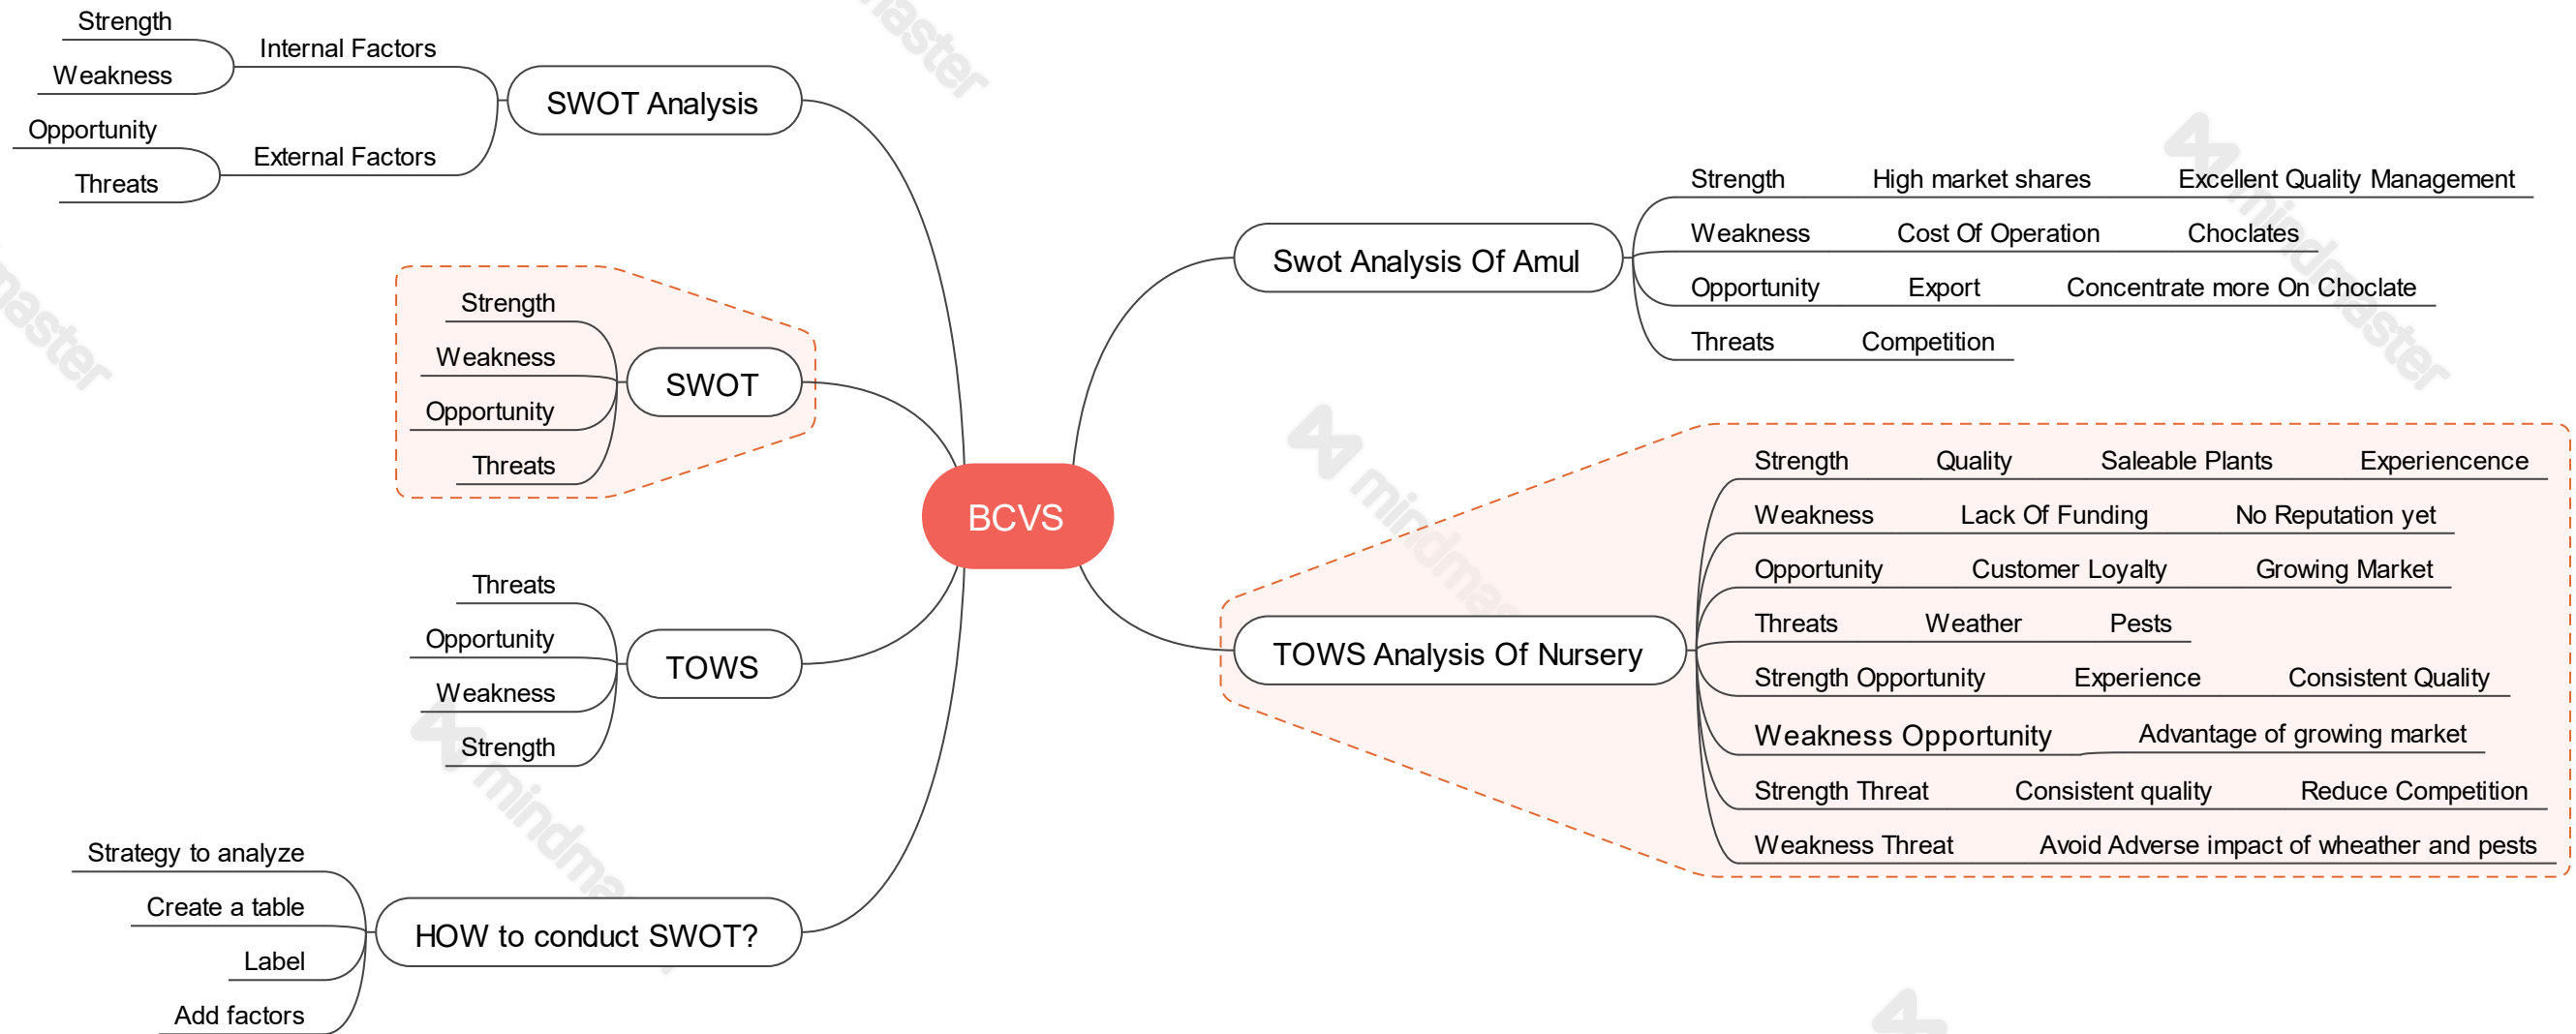 Strength
Weakness
Internal Factors
Opportunity
Threats
External Factors
SWOT Analysis
Strength
Weakness
Opportunity
Threats
SWOT
Threats
Opportunity
Weakness
Strength
TOWS
Strategy to analyze
Create a table
Label
Add factors
HOW to conduct SWOT?
BCVS
Swot Analysis Of Amul
Strength High market shares Excellent Quality Management
Weakness Cost Of Operation Choclates
Opportunity Export Concentrate more On Choclate
Threats Competition
TOWS Analysis Of Nursery
Strength Quality Saleable Plants Experiencence
Weakness Lack Of Funding No Reputation yet
Opportunity Customer Loyalty Growing Market
Threats Weather Pests
Strength Opportunity Experience Consistent Quality
Weakness Opportunity Advantage of growing market
Strength Threat Consistent quality Reduce Competition
Weakness Threat Avoid Adverse impact of wheather and pests
mindmaster